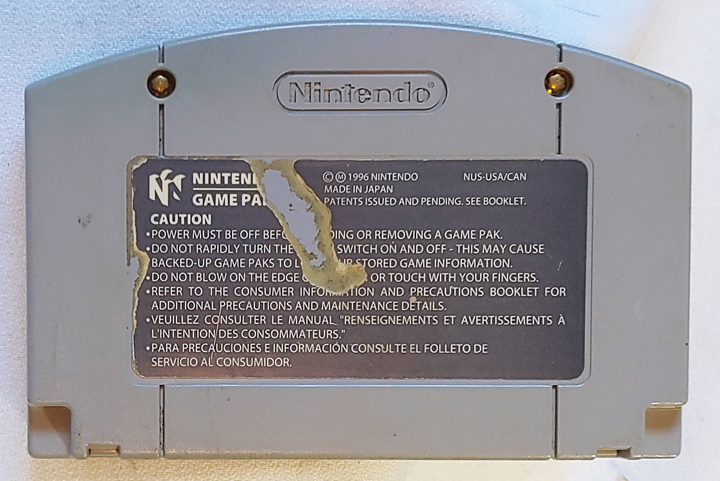 Nintendo®
NINTEN
GAME PA
© Ⓜ 1996 NINTENDO NUS-USA/CAN
MADE IN JAPAN
PATENTS ISSUED AND PENDING. SEE BOOKLET.
CAUTION
•POWER MUST BE OFF ING OR REMOVING A GAME PAK.
•DO NOT RAPIDLY TURN THE SWITCH ON AND OFF - THIS MAY CAUSE
BACKED-UP GAME PAKS TO STORED GAME INFORMATION.
•DO NOT BLOW ON THE EDGE OR TOUCH WITH YOUR FINGERS.
•REFER TO THE CONSUMER INFORMATION AND PRECAUTIONS BOOKLET FOR
ADDITIONAL PRECAUTIONS AND MAINTENANCE DETAILS.
•VEUILLEZ CONSULTER LE MANUAL "RENSEIGNEMENTS ET AVERTISSEMENTS À
L'INTENTION DES CONSOMMATEURS."
•PARA PRECAUCIONES E INFORMACIÓN CONSULTE EL FOLLETO DE
SERVICIO AL CONSUMIDOR.